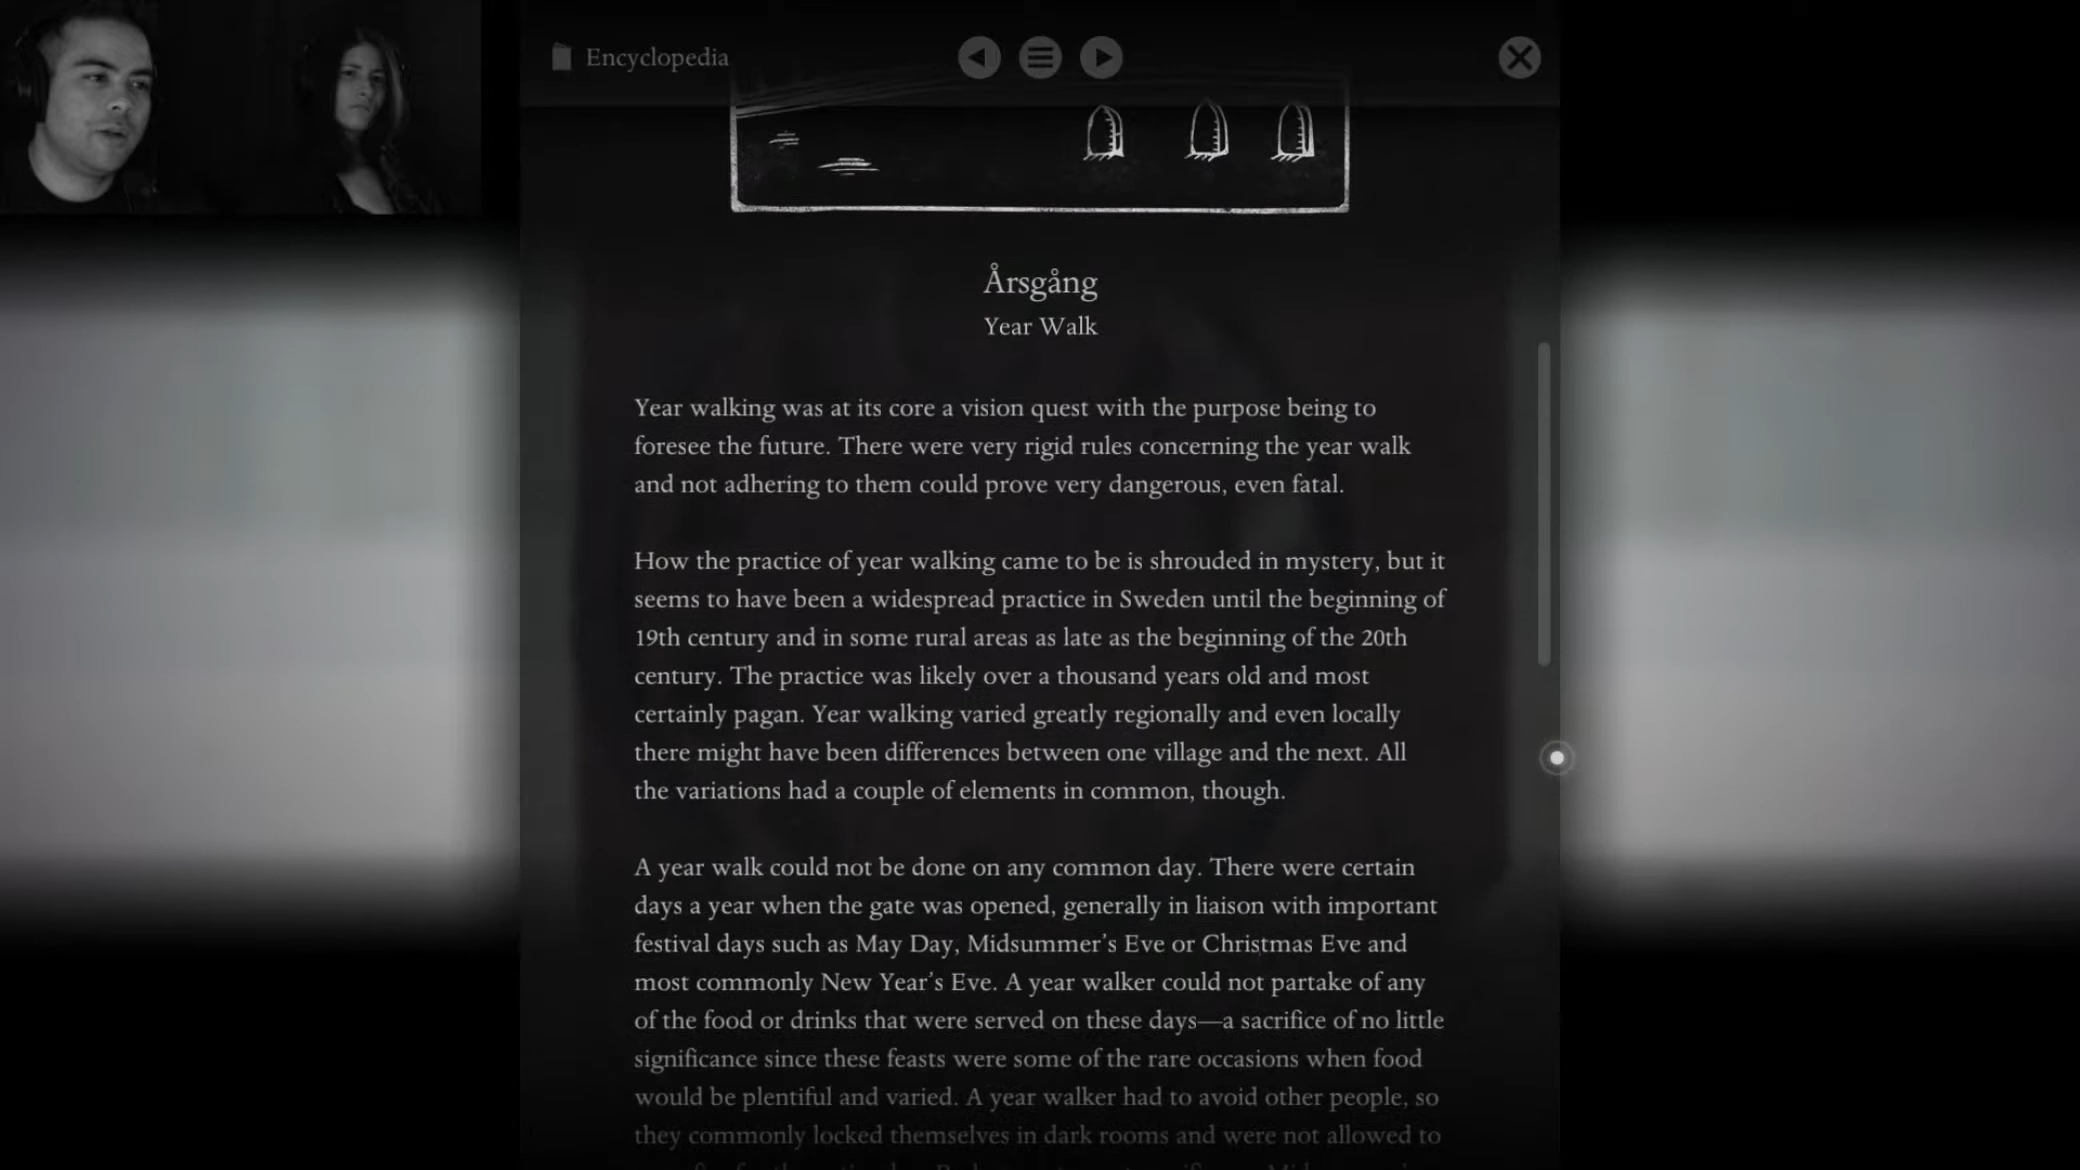 Encyclopedia
Årsgång
Year Walk
Year walking was at its core a vision quest with the purpose being to
foresee the future. There were very rigid rules concerning the year walk
and not adhering to them could prove very dangerous, even fatal.
How the practice of year walking came to be is shrouded in mystery, but it
seems to have been a widespread practice in Sweden until the beginning of
19th century and in some rural areas as late as the beginning of the 20th
century. The practice was likely over a thousand years old and most
certainly pagan. Year walking varied greatly regionally and even locally
there might have been differences between one village and the next. All
the variations had a couple of elements in common, though.
A year walk could not be done on any common day. There were certain
days a year when the gate was opened, generally in liaison with important
festival days such as May Day, Midsummer’s Eve or Christmas Eve and
most commonly New Year’s Eve. A year walker could not partake of any
of the food or drinks that were served on these days—a sacrifice of no little
significance since these feasts were some of the rare occasions when food
would be plentiful and varied. A year walker had to avoid other people, so
they commonly locked themselves in dark rooms and were not allowed to